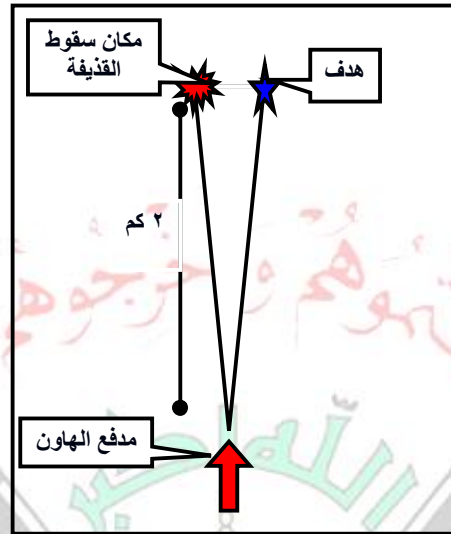 مكان سقوط
القذيفة
هدف
٢ كم
مدفع الهاون